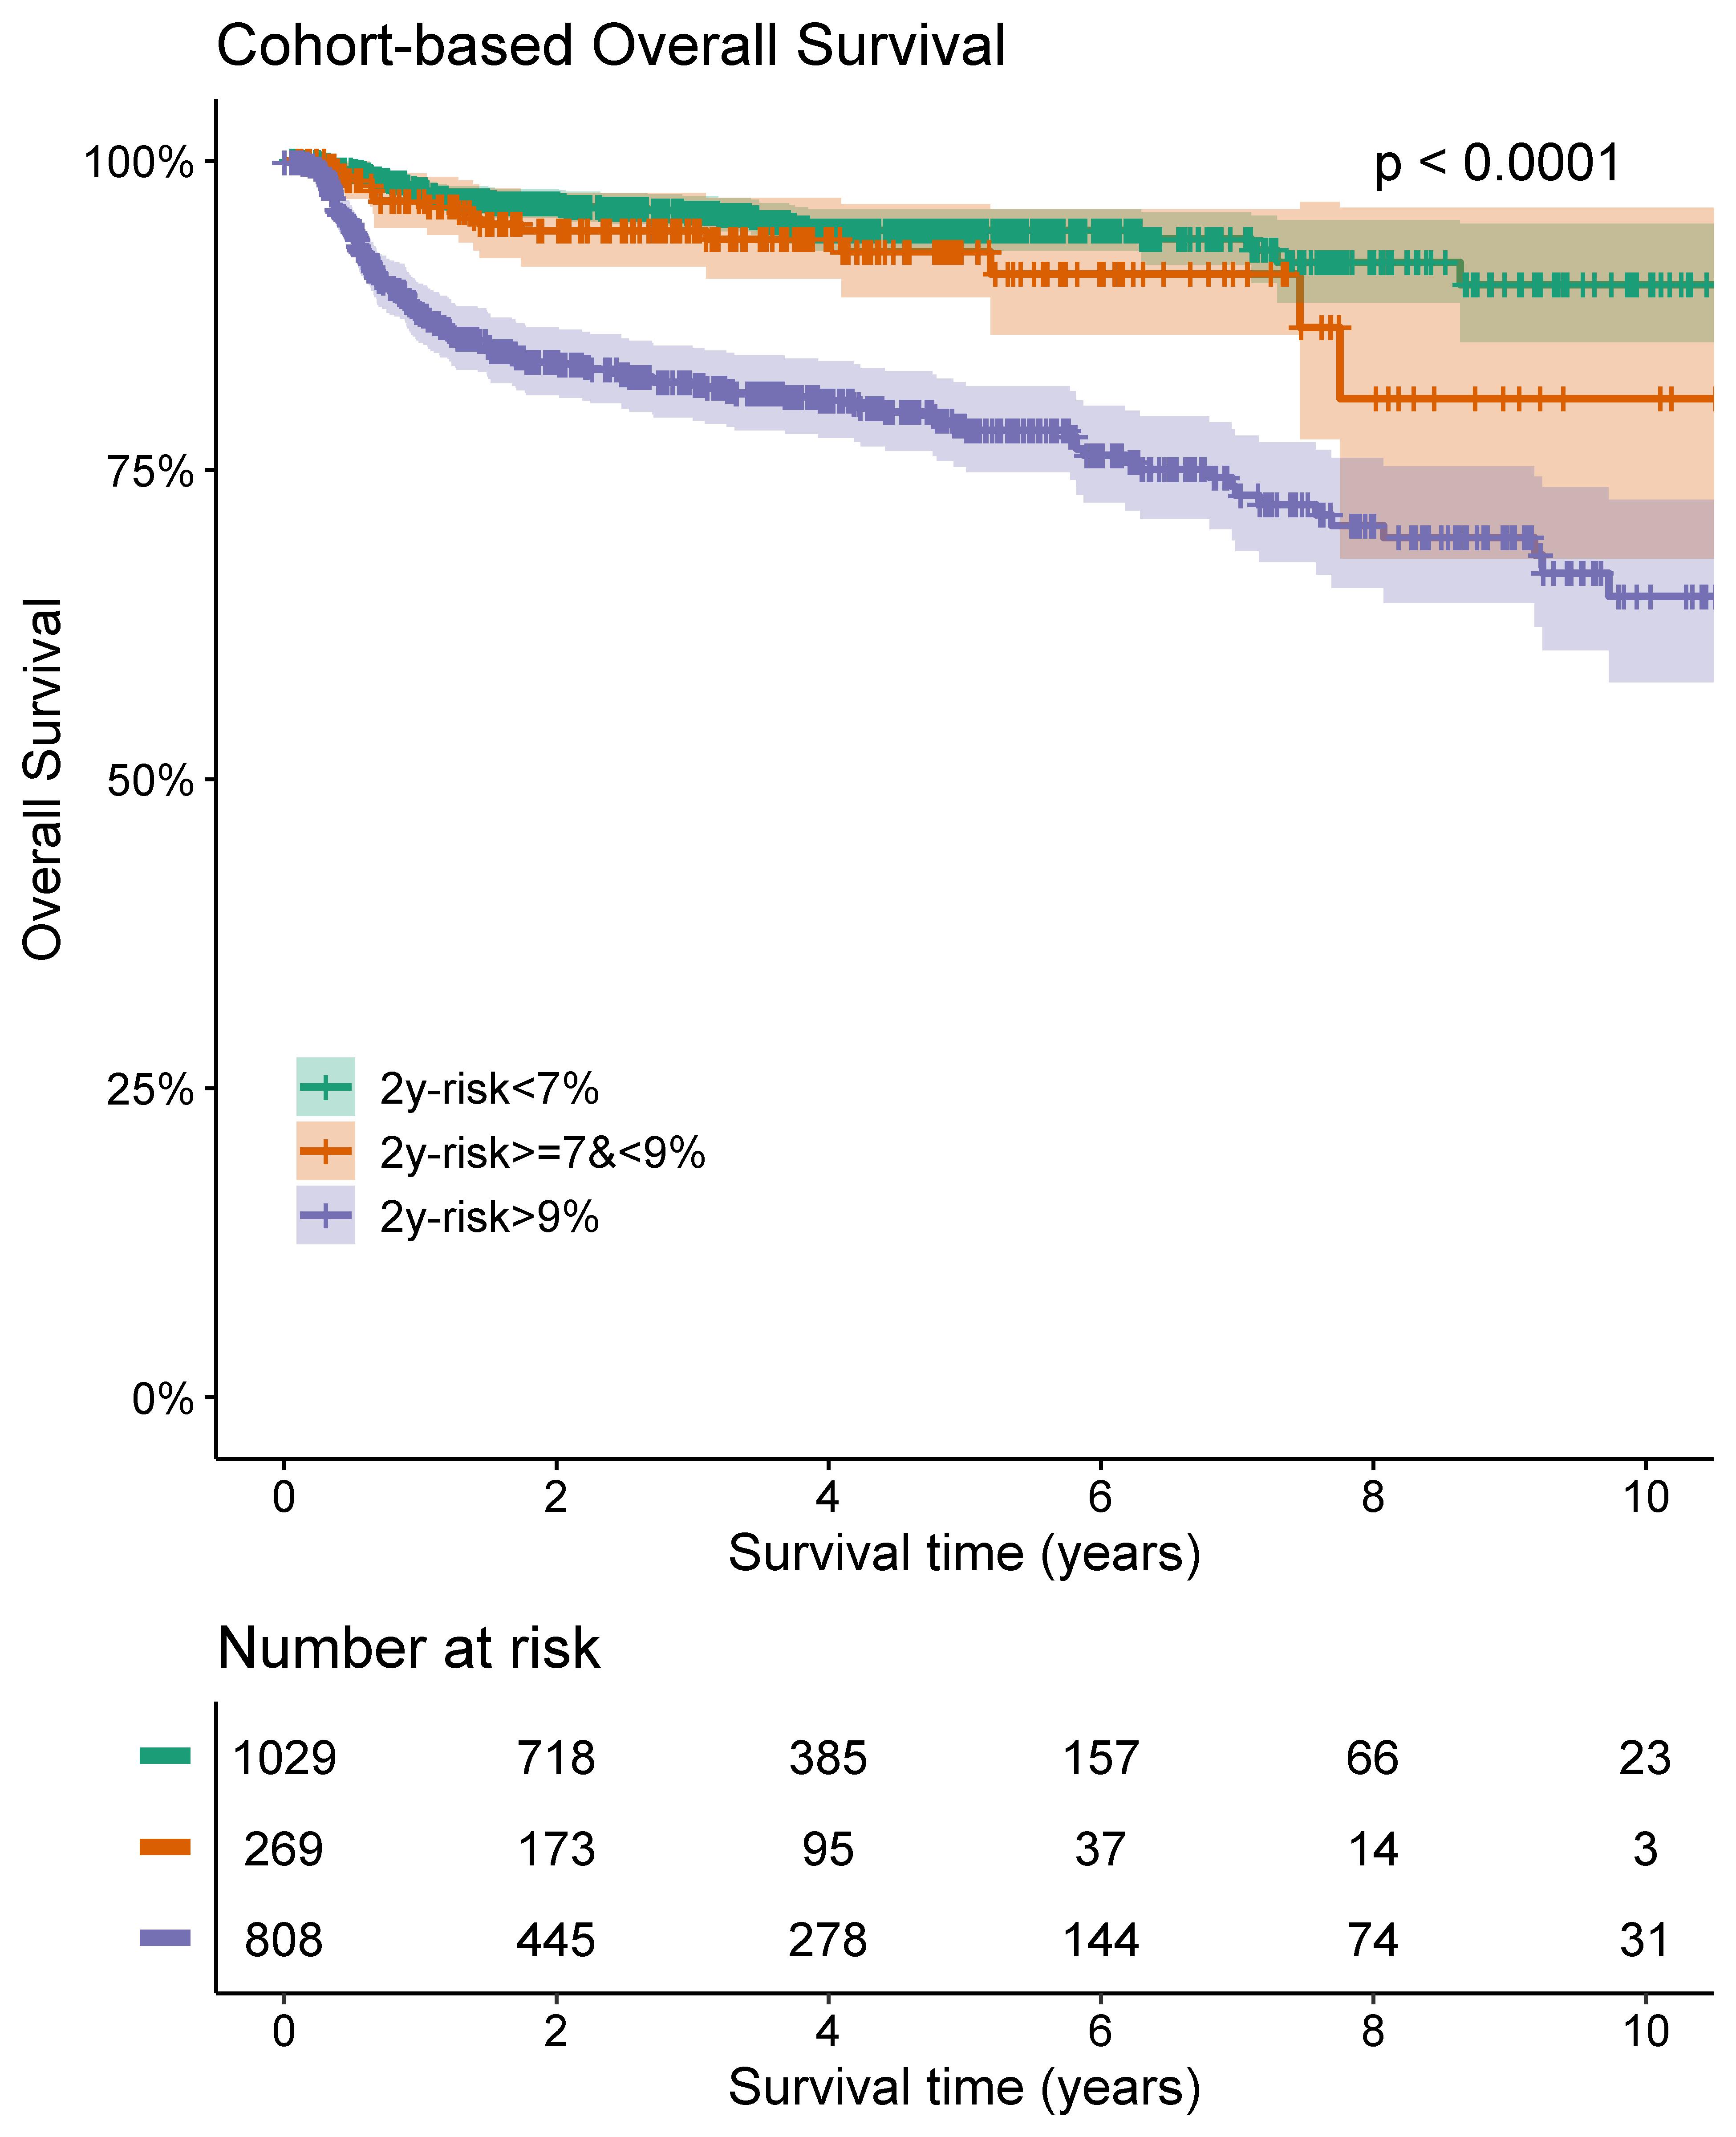 Cohort-based Overall Survival
p < 0.0001
100%
75%
50%
25%
0%
Overall Survival
2y-risk<7%
2y-risk>=7&<9%
2y-risk>9%
0 2 4 6 8 10
Survival time (years)
Number at risk
1029 718 385 157 66 23
269 173 95 37 14 3
808 445 278 144 74 31
0 2 4 6 8 10
Survival time (years)